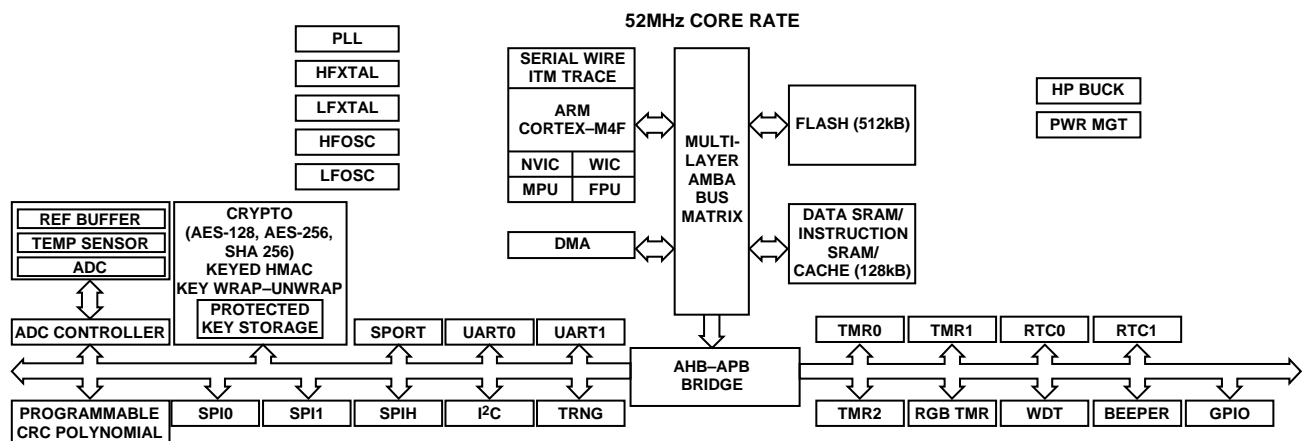 52MHz CORE RATE
PLL
HFXTAL
LFXTAL
HFOSC
LFOSC
SERIAL WIRE
ITM TRACE
ARM
CORTEX–M4F
NVIC
WIC
MPU
FPU
DMA
MULTI-
LAYER
AMBA
BUS
MATRIX
FLASH (512kB)
DATA SRAM/
INSTRUCTION
SRAM/
CACHE (128kB)
HP BUCK
PWR MGT
REF BUFFER
TEMP SENSOR
ADC
CRYPTO
(AES-128, AES-256,
SHA 256)
KEYED HMAC
KEY WRAP–UNWRAP
PROTECTED
KEY STORAGE
ADC CONTROLLER
SPORT
UART0
UART1
AHB–APB
BRIDGE
TMR0
TMR1
RTC0
RTC1
PROGRAMMABLE
CRC POLYNOMIAL
SPI0
SPI1
SPIH
I²C
TRNG
TMR2
RGB TMR
WDT
BEEPER
GPIO